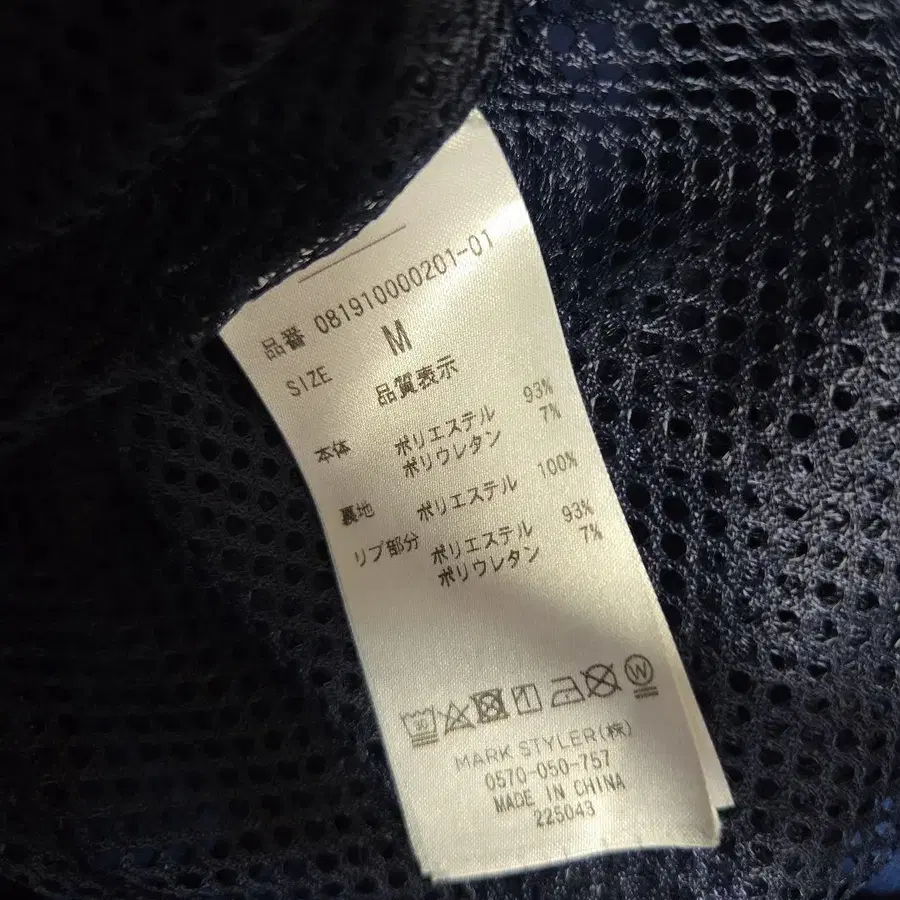 品番 081910000201-01
SIZE M
品質表示
本体 ポリエステル 93%
ポリウレタン 7%
裏地 ポリエステル 100%
リブ部分 ポリエステル 93%
ポリウレタン 7%
MARK STYLER(株)
0570-050-757
MADE IN CHINA
225043